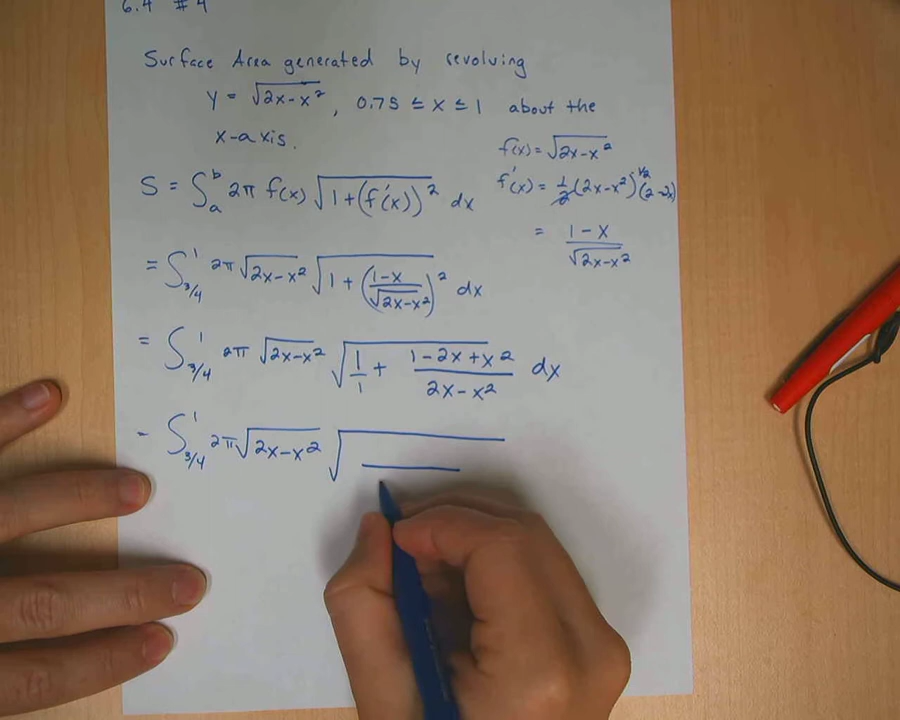 6.4 #4
Surface Area generated by revolving
y = √(2x-x²) , 0.75 ≤ x ≤ 1 about the
x-axis.
f(x) = √(2x-x²)
S = ∫ₐᵇ 2π f(x) √(1+(f'(x))²) dx
f'(x) = 1/2 (2x-x²)^1/2 (2-2x)
= (1-x)/√(2x-x²)
= ∫_{3/4}^1 2π √(2x-x²) √(1+((1-x)/√(2x-x²))²) dx
= ∫_{3/4}^1 2π √(2x-x²) √(1/1 + (1-2x+x²)/(2x-x²)) dx
= ∫_{3/4}^1 2π √(2x-x²) √